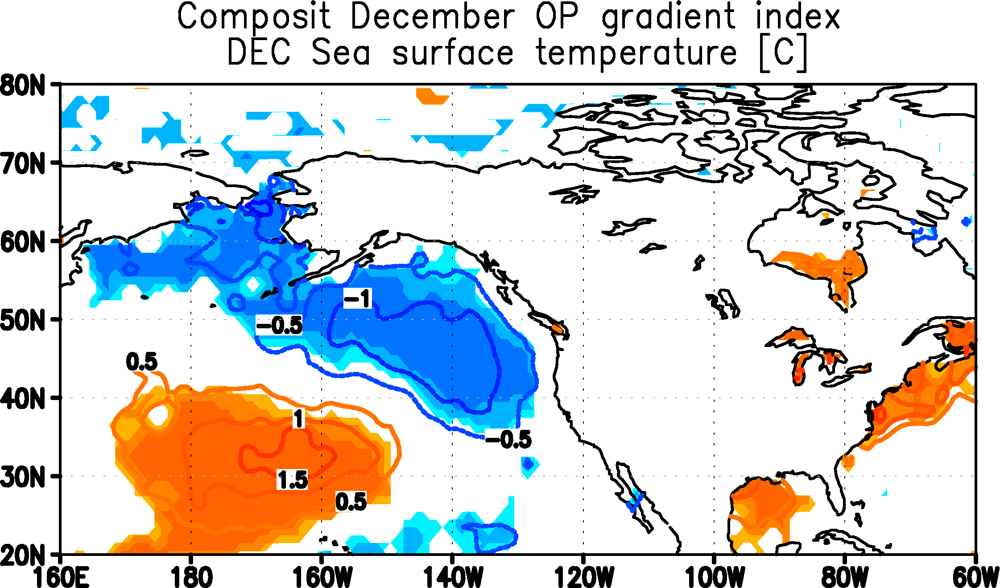 Composit December OP gradient index
DEC Sea surface temperature [C]
80N
70N
60N
-1
50N
-0.5
0.5
40N
1
-0.5
30N
1.5
0.5
20N
160E 180 160W 140W 120W 100W 80W 60W